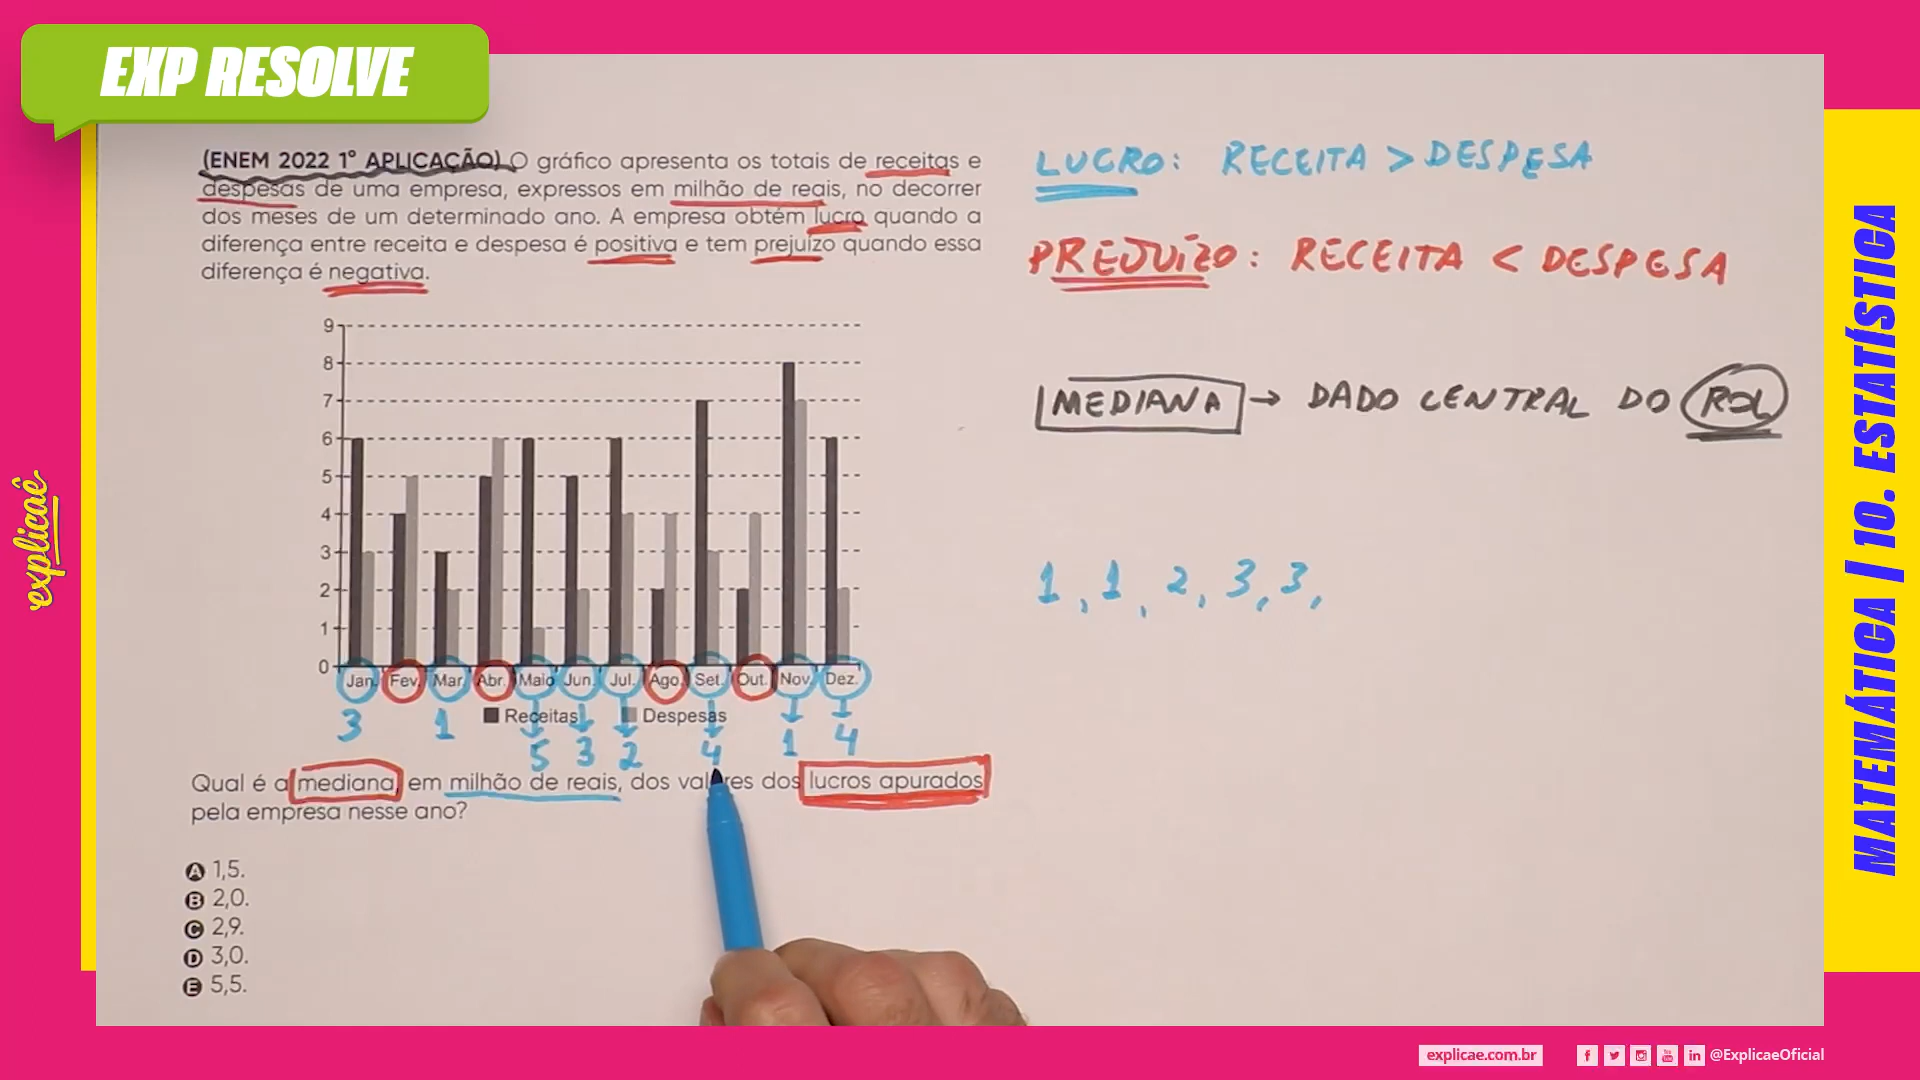 EXP RESOLVE
(ENEM 2022 1° APLICAÇÃO) O gráfico apresenta os totais de receitas e
despesas de uma empresa, expressos em milhão de reais, no decorrer
dos meses de um determinado ano. A empresa obtém lucro quando a
diferença entre receita e despesa é positiva e tem prejuízo quando essa
diferença é negativa.
9
8
7
6
5
4
3
2
1
0
Jan. Fev. Mar. Abr. Maio Jun. Jul. Ago. Set. Out. Nov. Dez.
Receitas Despesas
3 1 5 3 2 4 1 4
Qual é a mediana, em milhão de reais, dos valores dos lucros apurados
pela empresa nesse ano?
A 1,5.
B 2,0.
C 2,9.
D 3,0.
E 5,5.
LUCRO: RECEITA > DESPESA
PREJUÍZO: RECEITA < DESPESA
MEDIANA → DADO CENTRAL DO ROL
1, 1, 2, 3, 3,
explicaê
MATEMÁTICA | 10. ESTATÍSTICA
explicae.com.br
@ExplicaeOficial